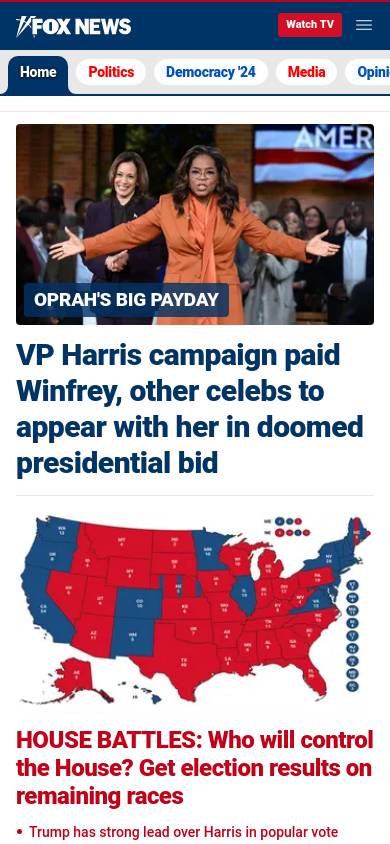 FOX NEWS
Watch TV
Home Politics Democracy '24 Media Opini
AMER
OPRAH'S BIG PAYDAY
VP Harris campaign paid
Winfrey, other celebs to
appear with her in doomed
presidential bid
HOUSE BATTLES: Who will control
the House? Get election results on
remaining races
• Trump has strong lead over Harris in popular vote